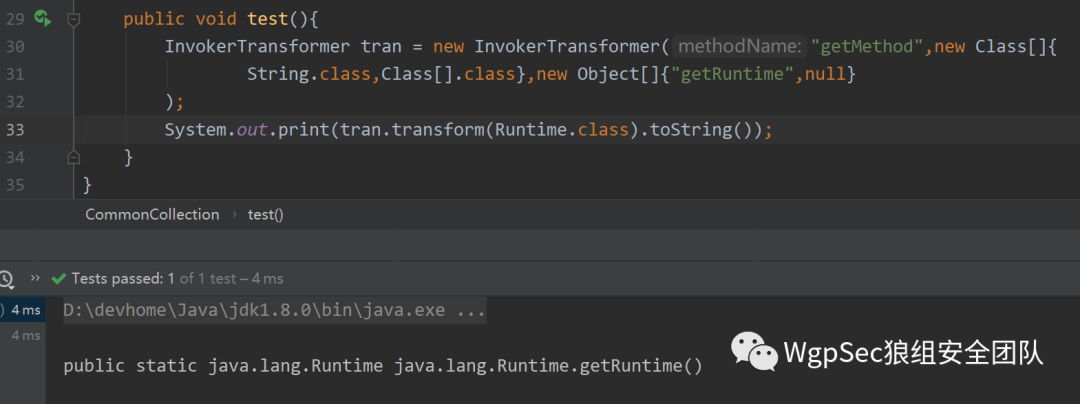 29 public void test(){
30 InvokerTransformer tran = new InvokerTransformer( methodName: "getMethod",new Class[]{
31 String.class,Class[].class},new Object[]{"getRuntime",null}
32 );
33 System.out.print(tran.transform(Runtime.class).toString());
34 }
35 }
CommonCollection › test()
» Tests passed: 1 of 1 test – 4 ms
) 4 ms D:\devhome\Java\jdk1.8.0\bin\java.exe ...
4 ms
public static java.lang.Runtime java.lang.Runtime.getRuntime()
WgpSec狼组安全团队